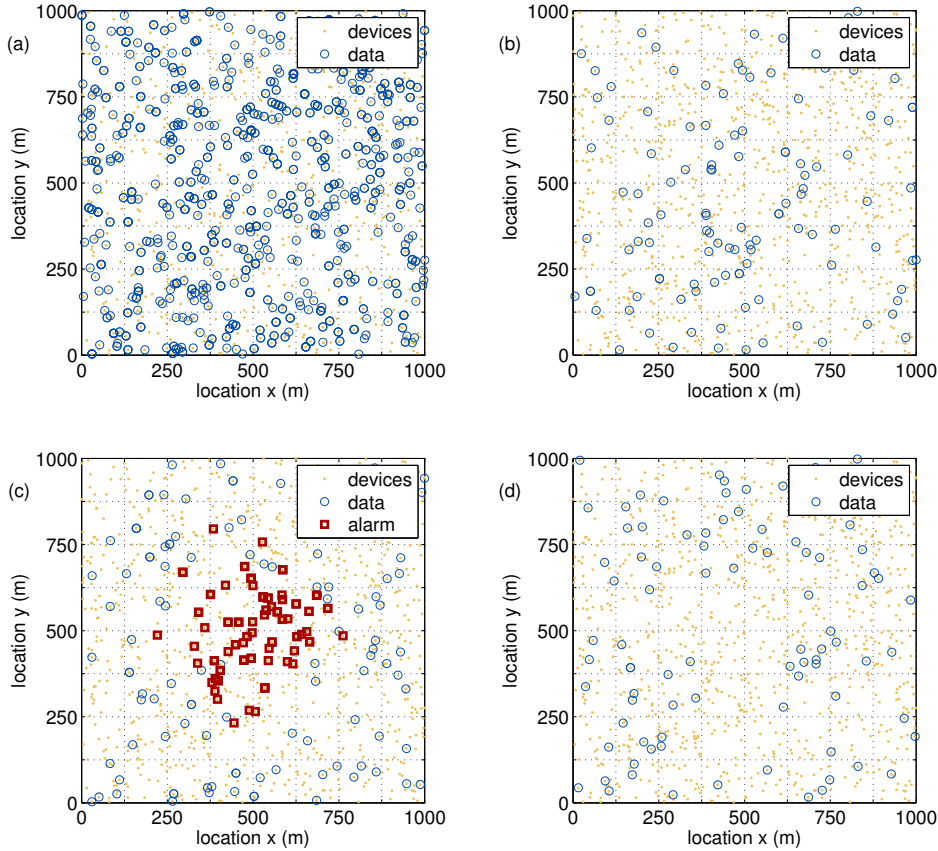 (a)
1000
750
500
250
0
location y (m)
0 250 500 750 1000
location x (m)
devices
data
(b)
1000
750
500
250
0
location y (m)
0 250 500 750 1000
location x (m)
devices
data
(c)
1000
750
500
250
0
location y (m)
0 250 500 750 1000
location x (m)
devices
data
alarm
(d)
1000
750
500
250
0
location y (m)
0 250 500 750 1000
location x (m)
devices
data